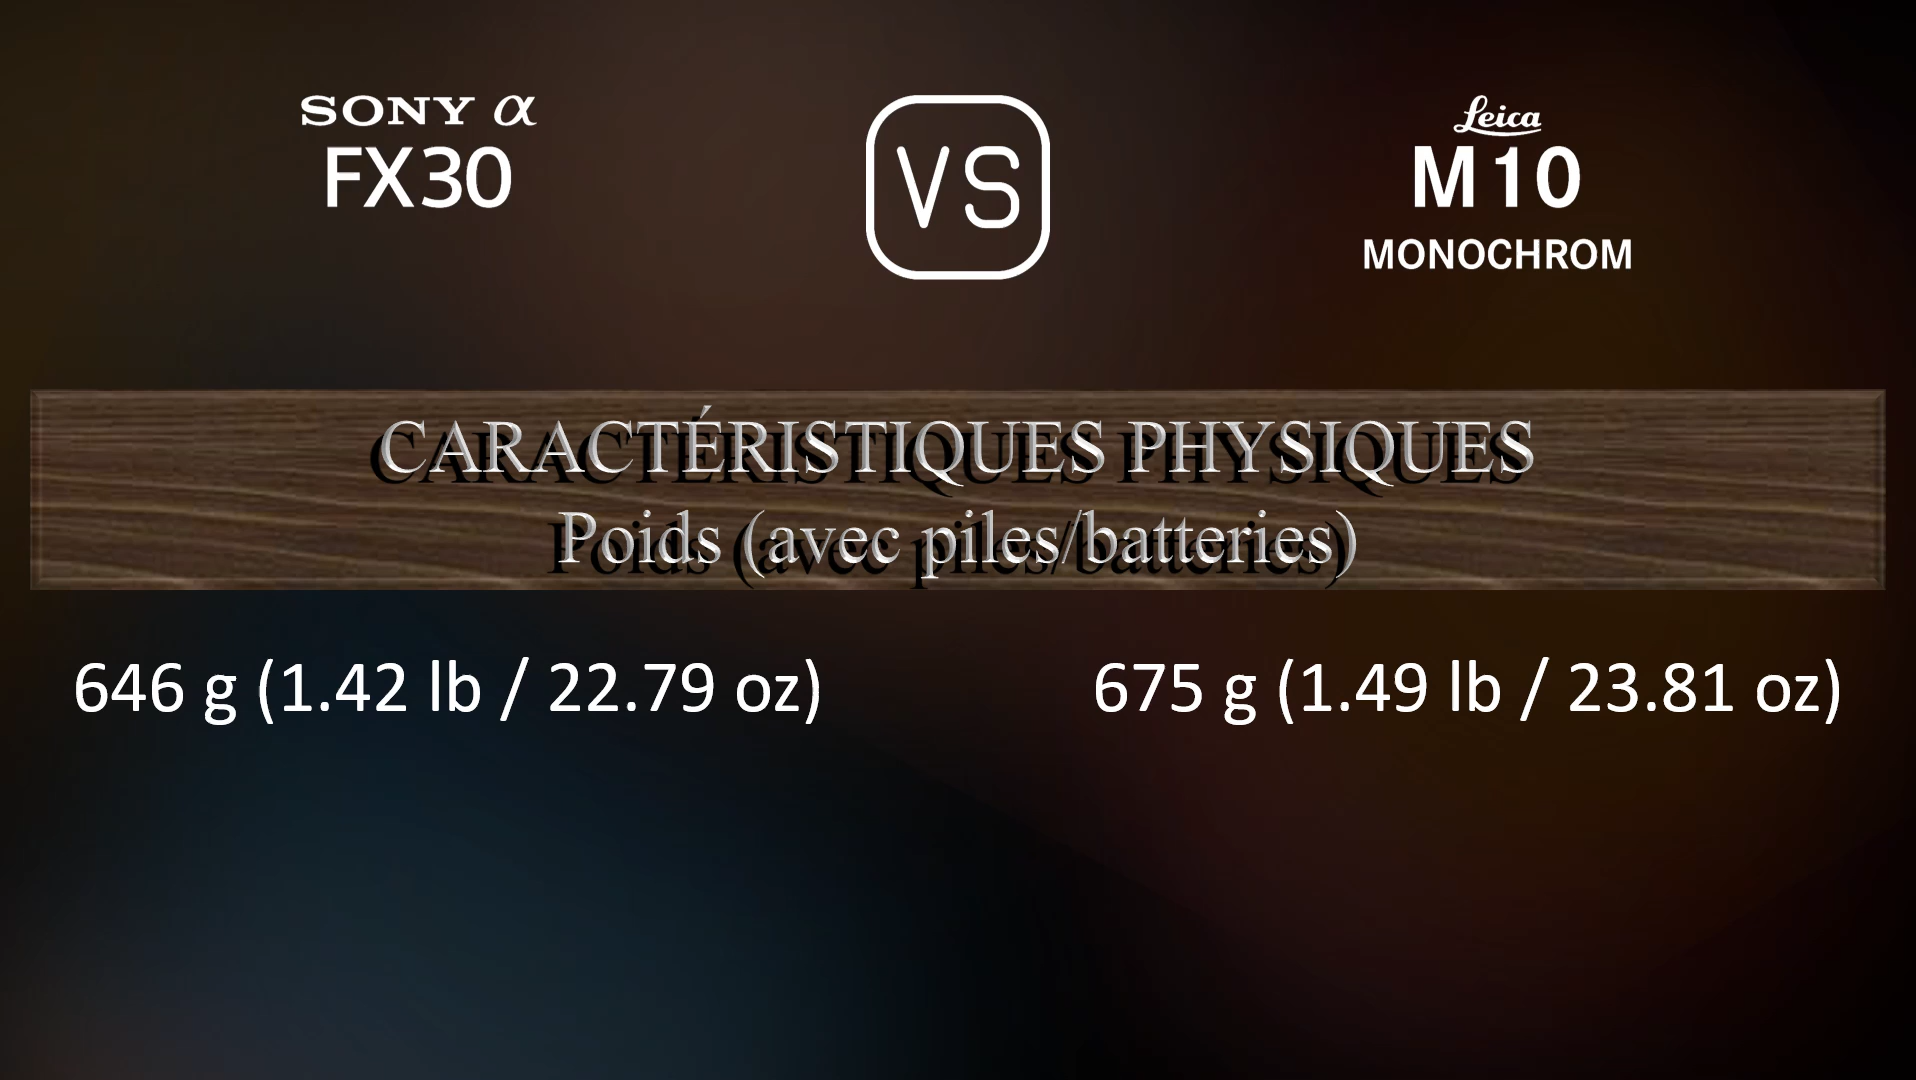 SONY α
FX30
VS
Leica
M10
MONOCHROM
CARACTÉRISTIQUES PHYSIQUES
Poids (avec piles/batteries)
646 g (1.42 lb / 22.79 oz)
675 g (1.49 lb / 23.81 oz)